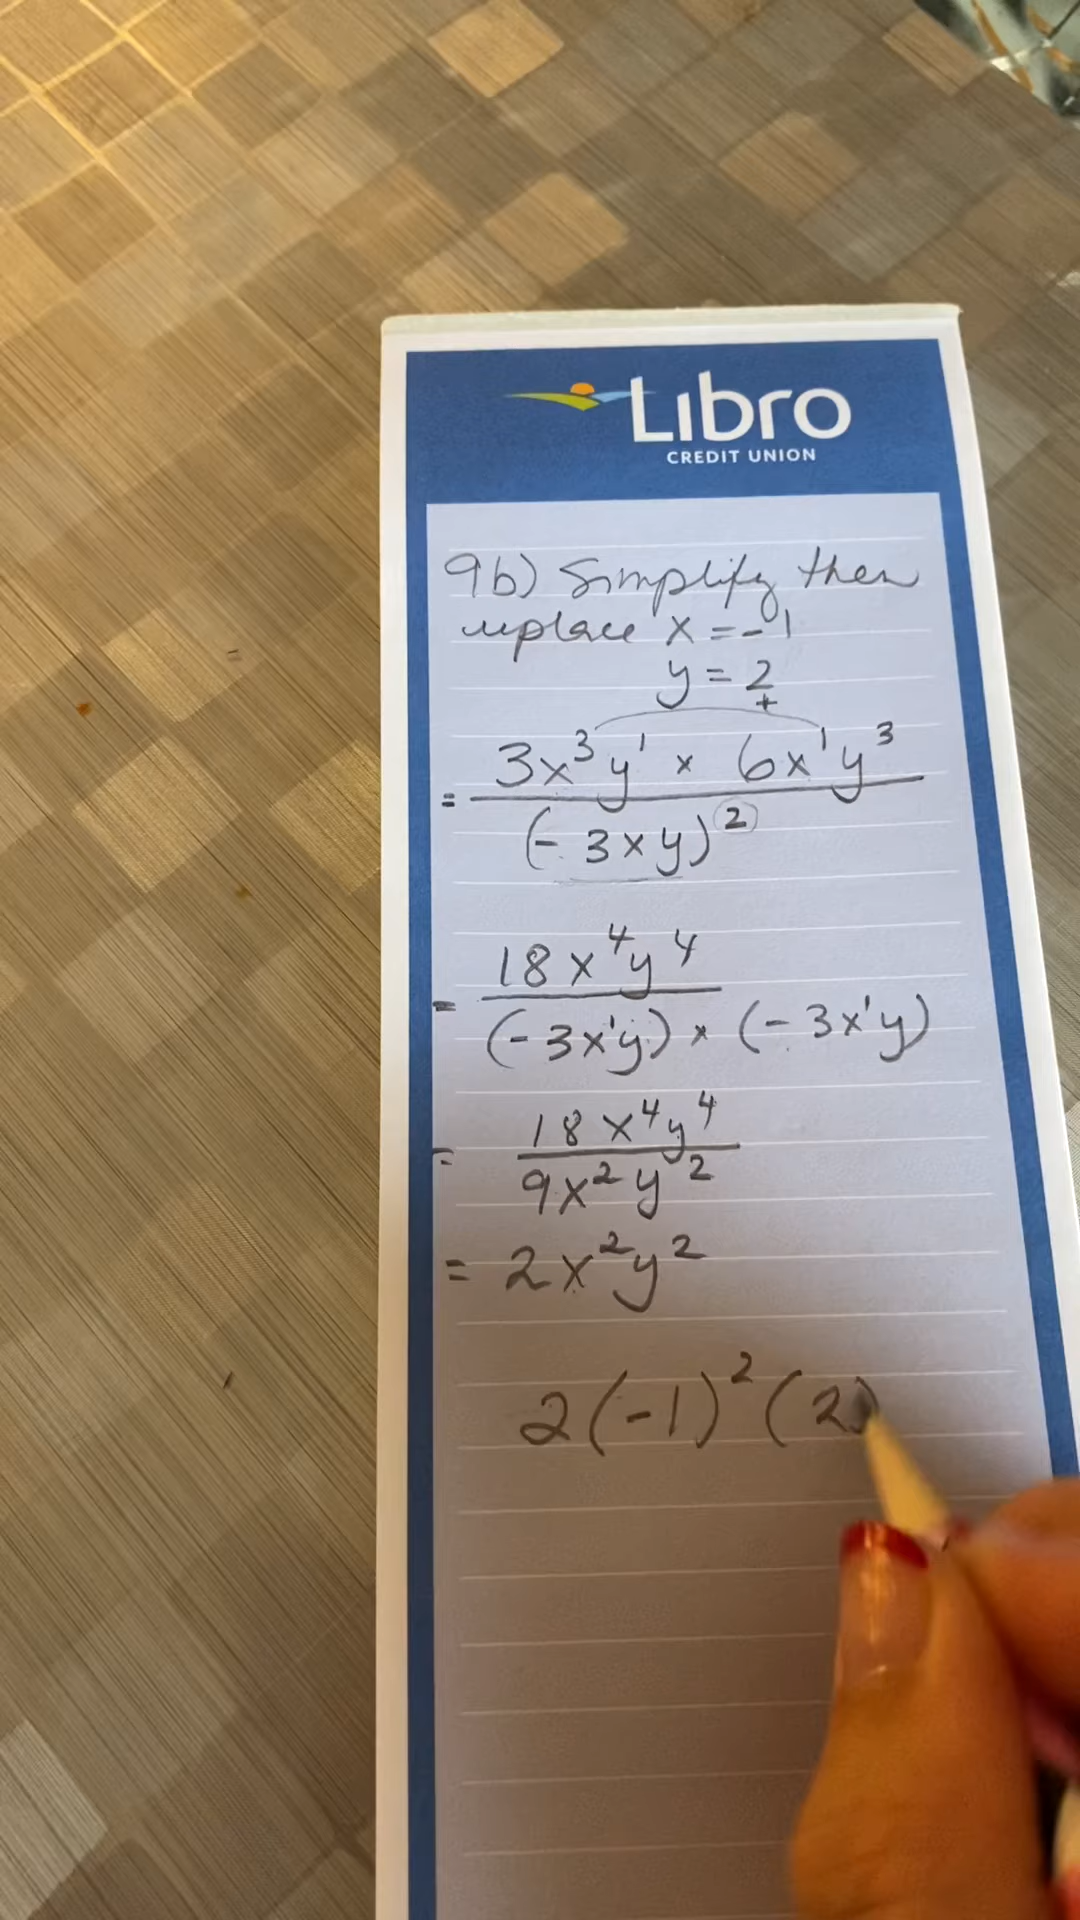 Libro
CREDIT UNION
9b) Simplify then
replace x = -1
y = 2
+
= 3x³y¹ × 6x¹y³
(-3xy)²
= 18x⁴y⁴
(-3x¹y) × (-3x¹y)
= 18x⁴y⁴
9x²y²
= 2x²y²
2(-1)²(2)